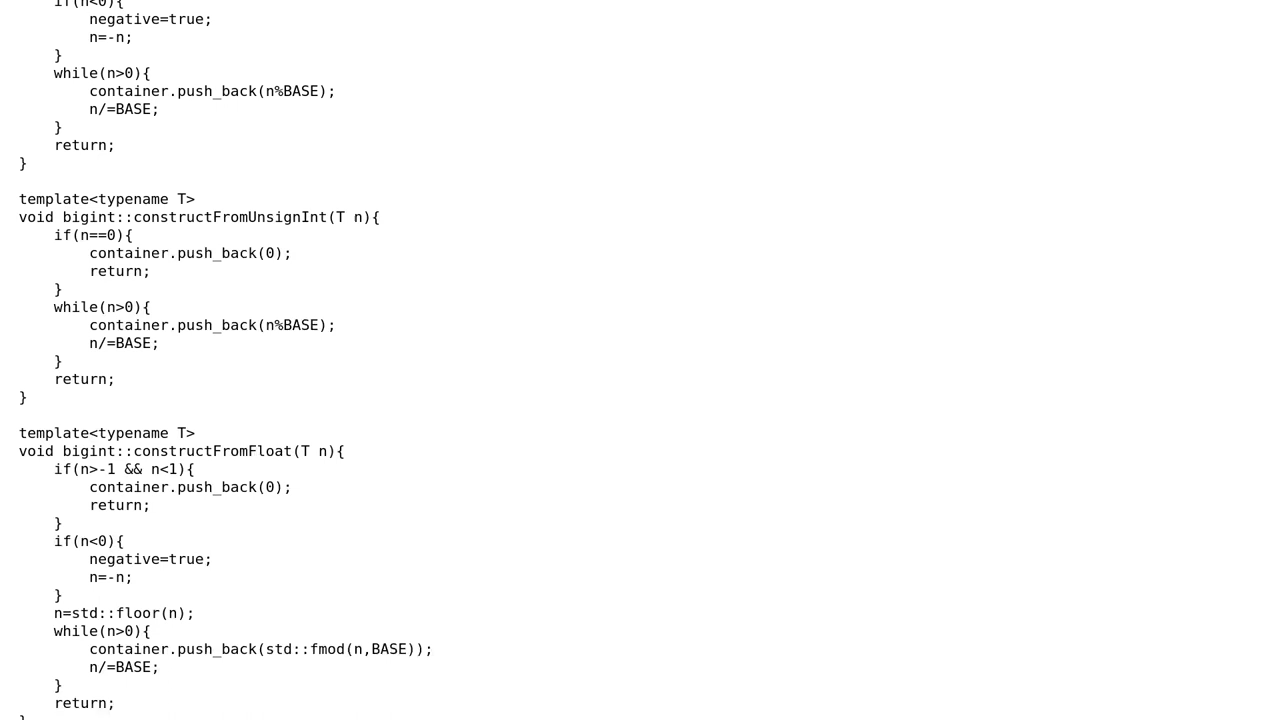 if(n<0){
        negative=true;
        n=-n;
    }
    while(n>0){
        container.push_back(n%BASE);
        n/=BASE;
    }
    return;
}

template<typename T>
void bigint::constructFromUnsignInt(T n){
    if(n==0){
        container.push_back(0);
        return;
    }
    while(n>0){
        container.push_back(n%BASE);
        n/=BASE;
    }
    return;
}

template<typename T>
void bigint::constructFromFloat(T n){
    if(n>-1 && n<1){
        container.push_back(0);
        return;
    }
    if(n<0){
        negative=true;
        n=-n;
    }
    n=std::floor(n);
    while(n>0){
        container.push_back(std::fmod(n,BASE));
        n/=BASE;
    }
    return;
}